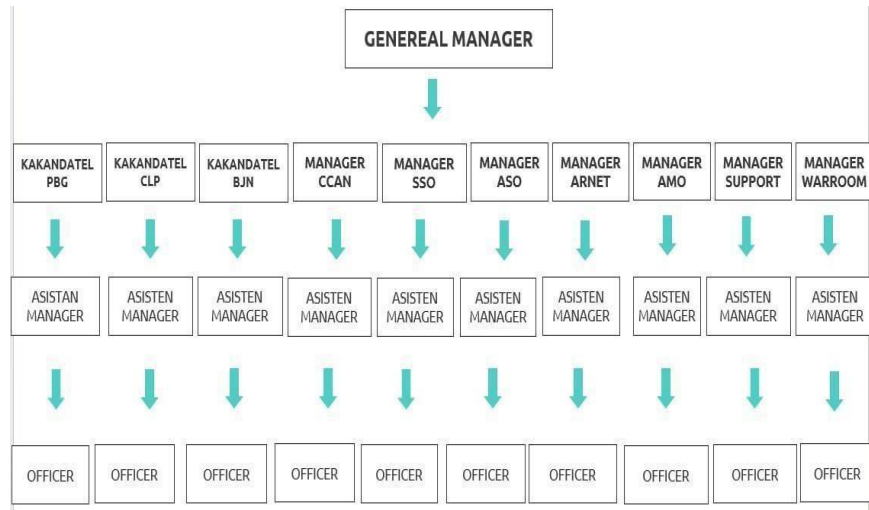 GENEREAL MANAGER
KAKANDATEL
PBG
KAKANDATEL
CLP
KAKANDATEL
BJN
MANAGER
CCAN
MANAGER
SSO
MANAGER
ASO
MANAGER
ARNET
MANAGER
AMO
MANAGER
SUPPORT
MANAGER
WARROOM
ASISTAN
MANAGER
ASISTEN
MANAGER
ASISTEN
MANAGER
ASISTEN
MANAGER
ASISTEN
MANAGER
ASISTEN
MANAGER
ASISTEN
MANAGER
ASISTEN
MANAGER
ASISTEN
MANAGER
ASISTEN
MANAGER
OFFICER
OFFICER
OFFICER
OFFICER
OFFICER
OFFICER
OFFICER
OFFICER
OFFICER
OFFICER